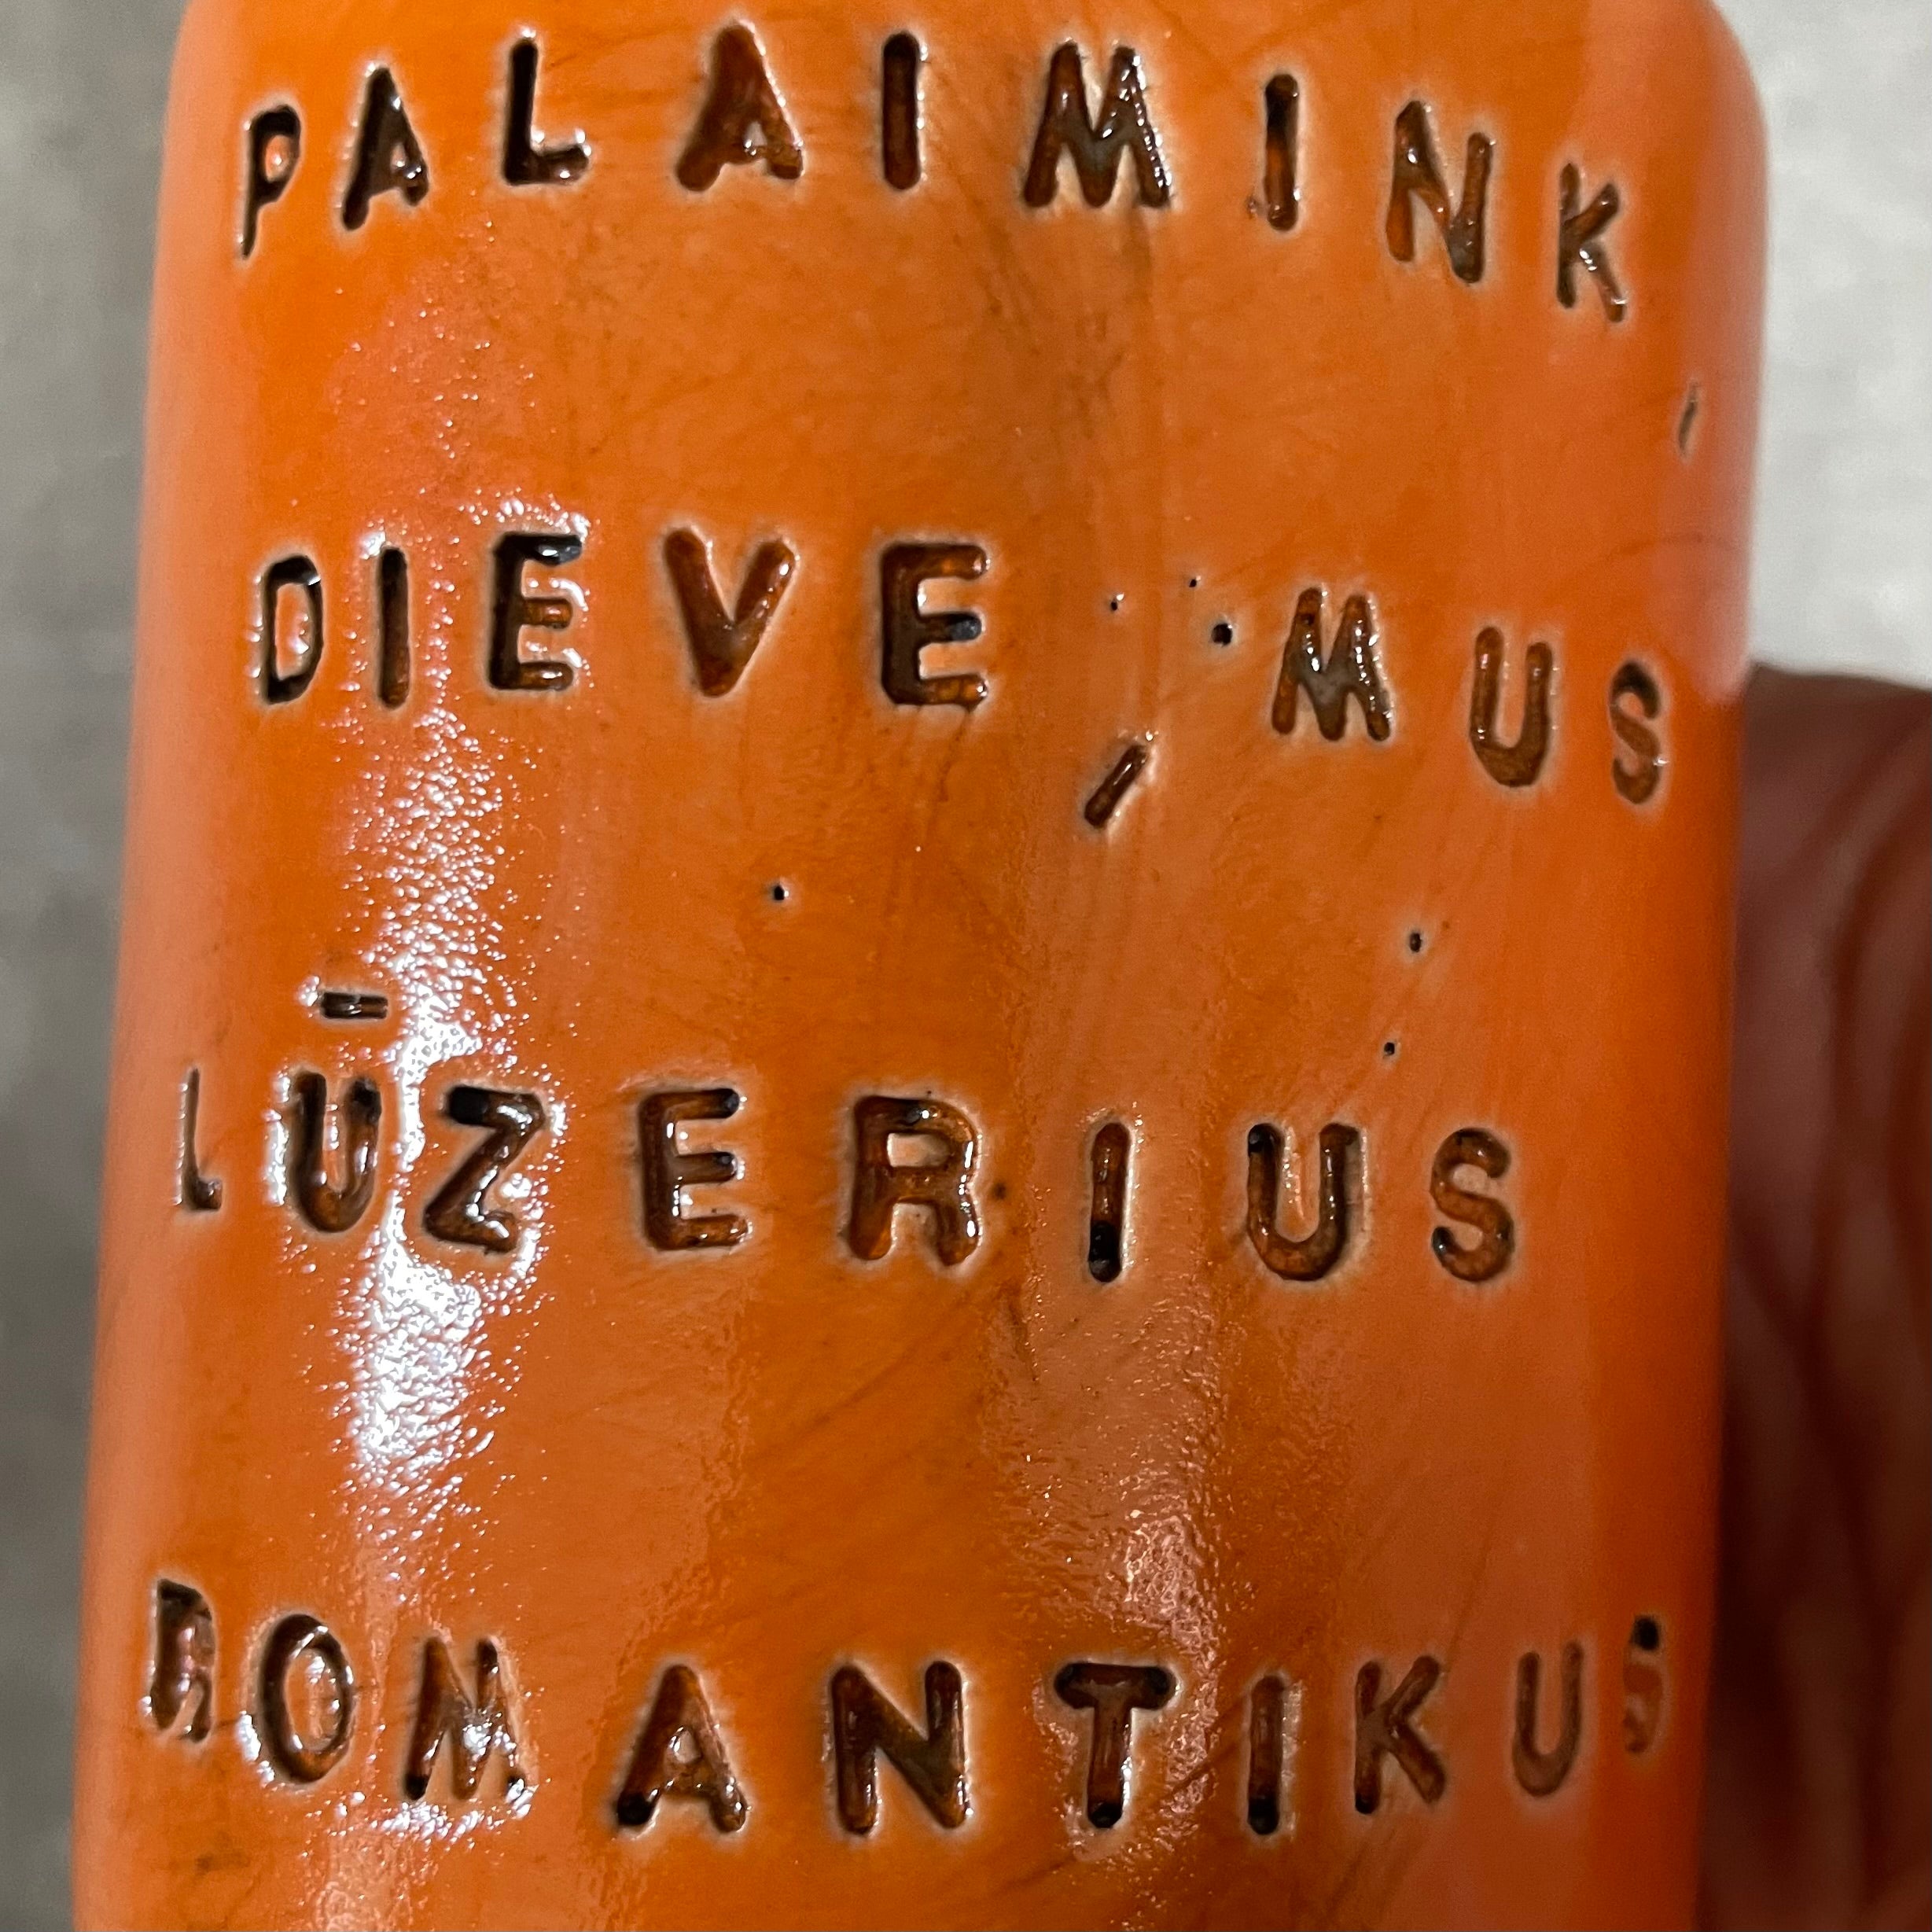 PALAIMINK,
DIEVE, MUS
LŪZERIUS
ROMANTIKUS